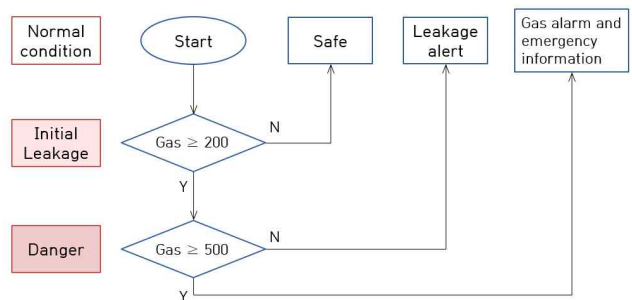 Normal
condition
Start
Safe
Leakage
alert
Gas alarm and
emergency
information
Initial
Leakage
Gas ≥ 200
N
Y
Danger
Gas ≥ 500
N
Y